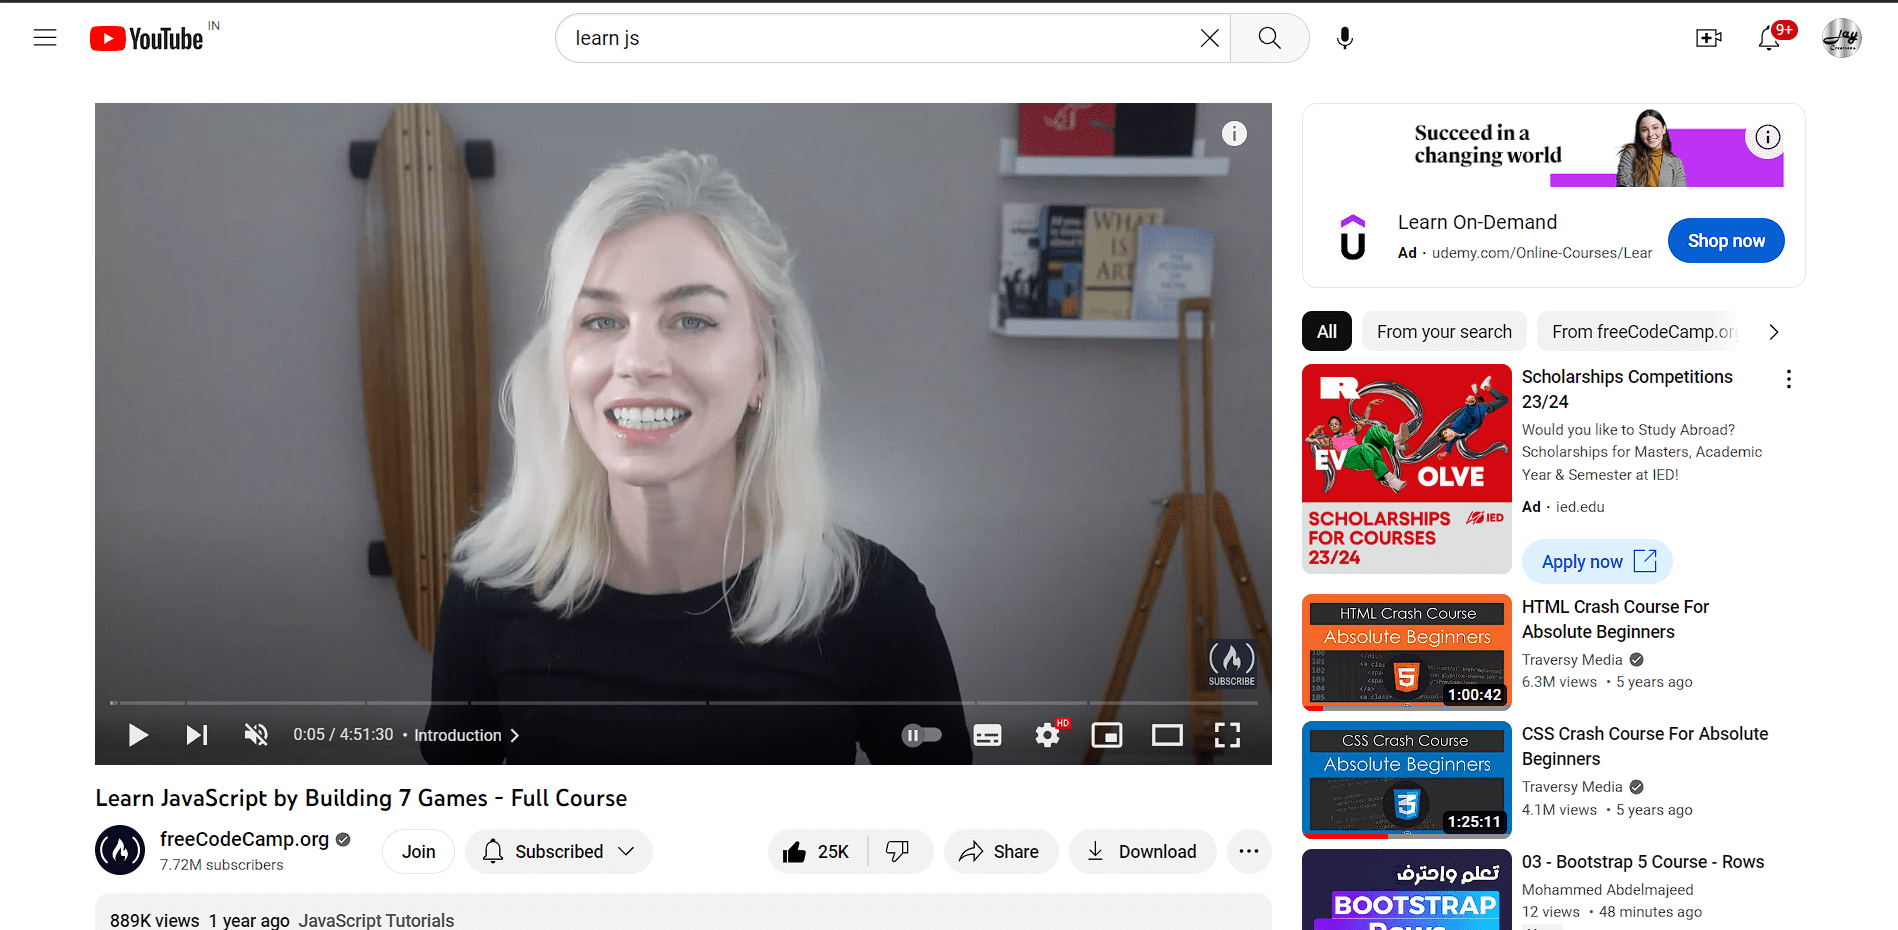 YouTube IN
learn js
9+
Jay
Creations
WHAT
IS
ART
SUBSCRIBE
0:05 / 4:51:30 • Introduction
HD
Learn JavaScript by Building 7 Games - Full Course
freeCodeCamp.org
7.72M subscribers
Join
Subscribed
25K
Share
Download
889K views 1 year ago JavaScript Tutorials
Succeed in a
changing world
Learn On-Demand
Ad · udemy.com/Online-Courses/Lear
Shop now
All
From your search
From freeCodeCamp.org
EV
OLVE
SCHOLARSHIPS
FOR COURSES
23/24
IED
Scholarships Competitions
23/24
Would you like to Study Abroad?
Scholarships for Masters, Academic
Year & Semester at IED!
Ad · ied.edu
Apply now
HTML Crash Course
Absolute Beginners
5
1:00:42
HTML Crash Course For
Absolute Beginners
Traversy Media
6.3M views • 5 years ago
CSS Crash Course
Absolute Beginners
3
1:25:11
CSS Crash Course For Absolute
Beginners
Traversy Media
4.1M views • 5 years ago
تعلم واحترف
BOOTSTRAP
Rows
03 - Bootstrap 5 Course - Rows
Mohammed Abdelmajeed
12 views • 48 minutes ago